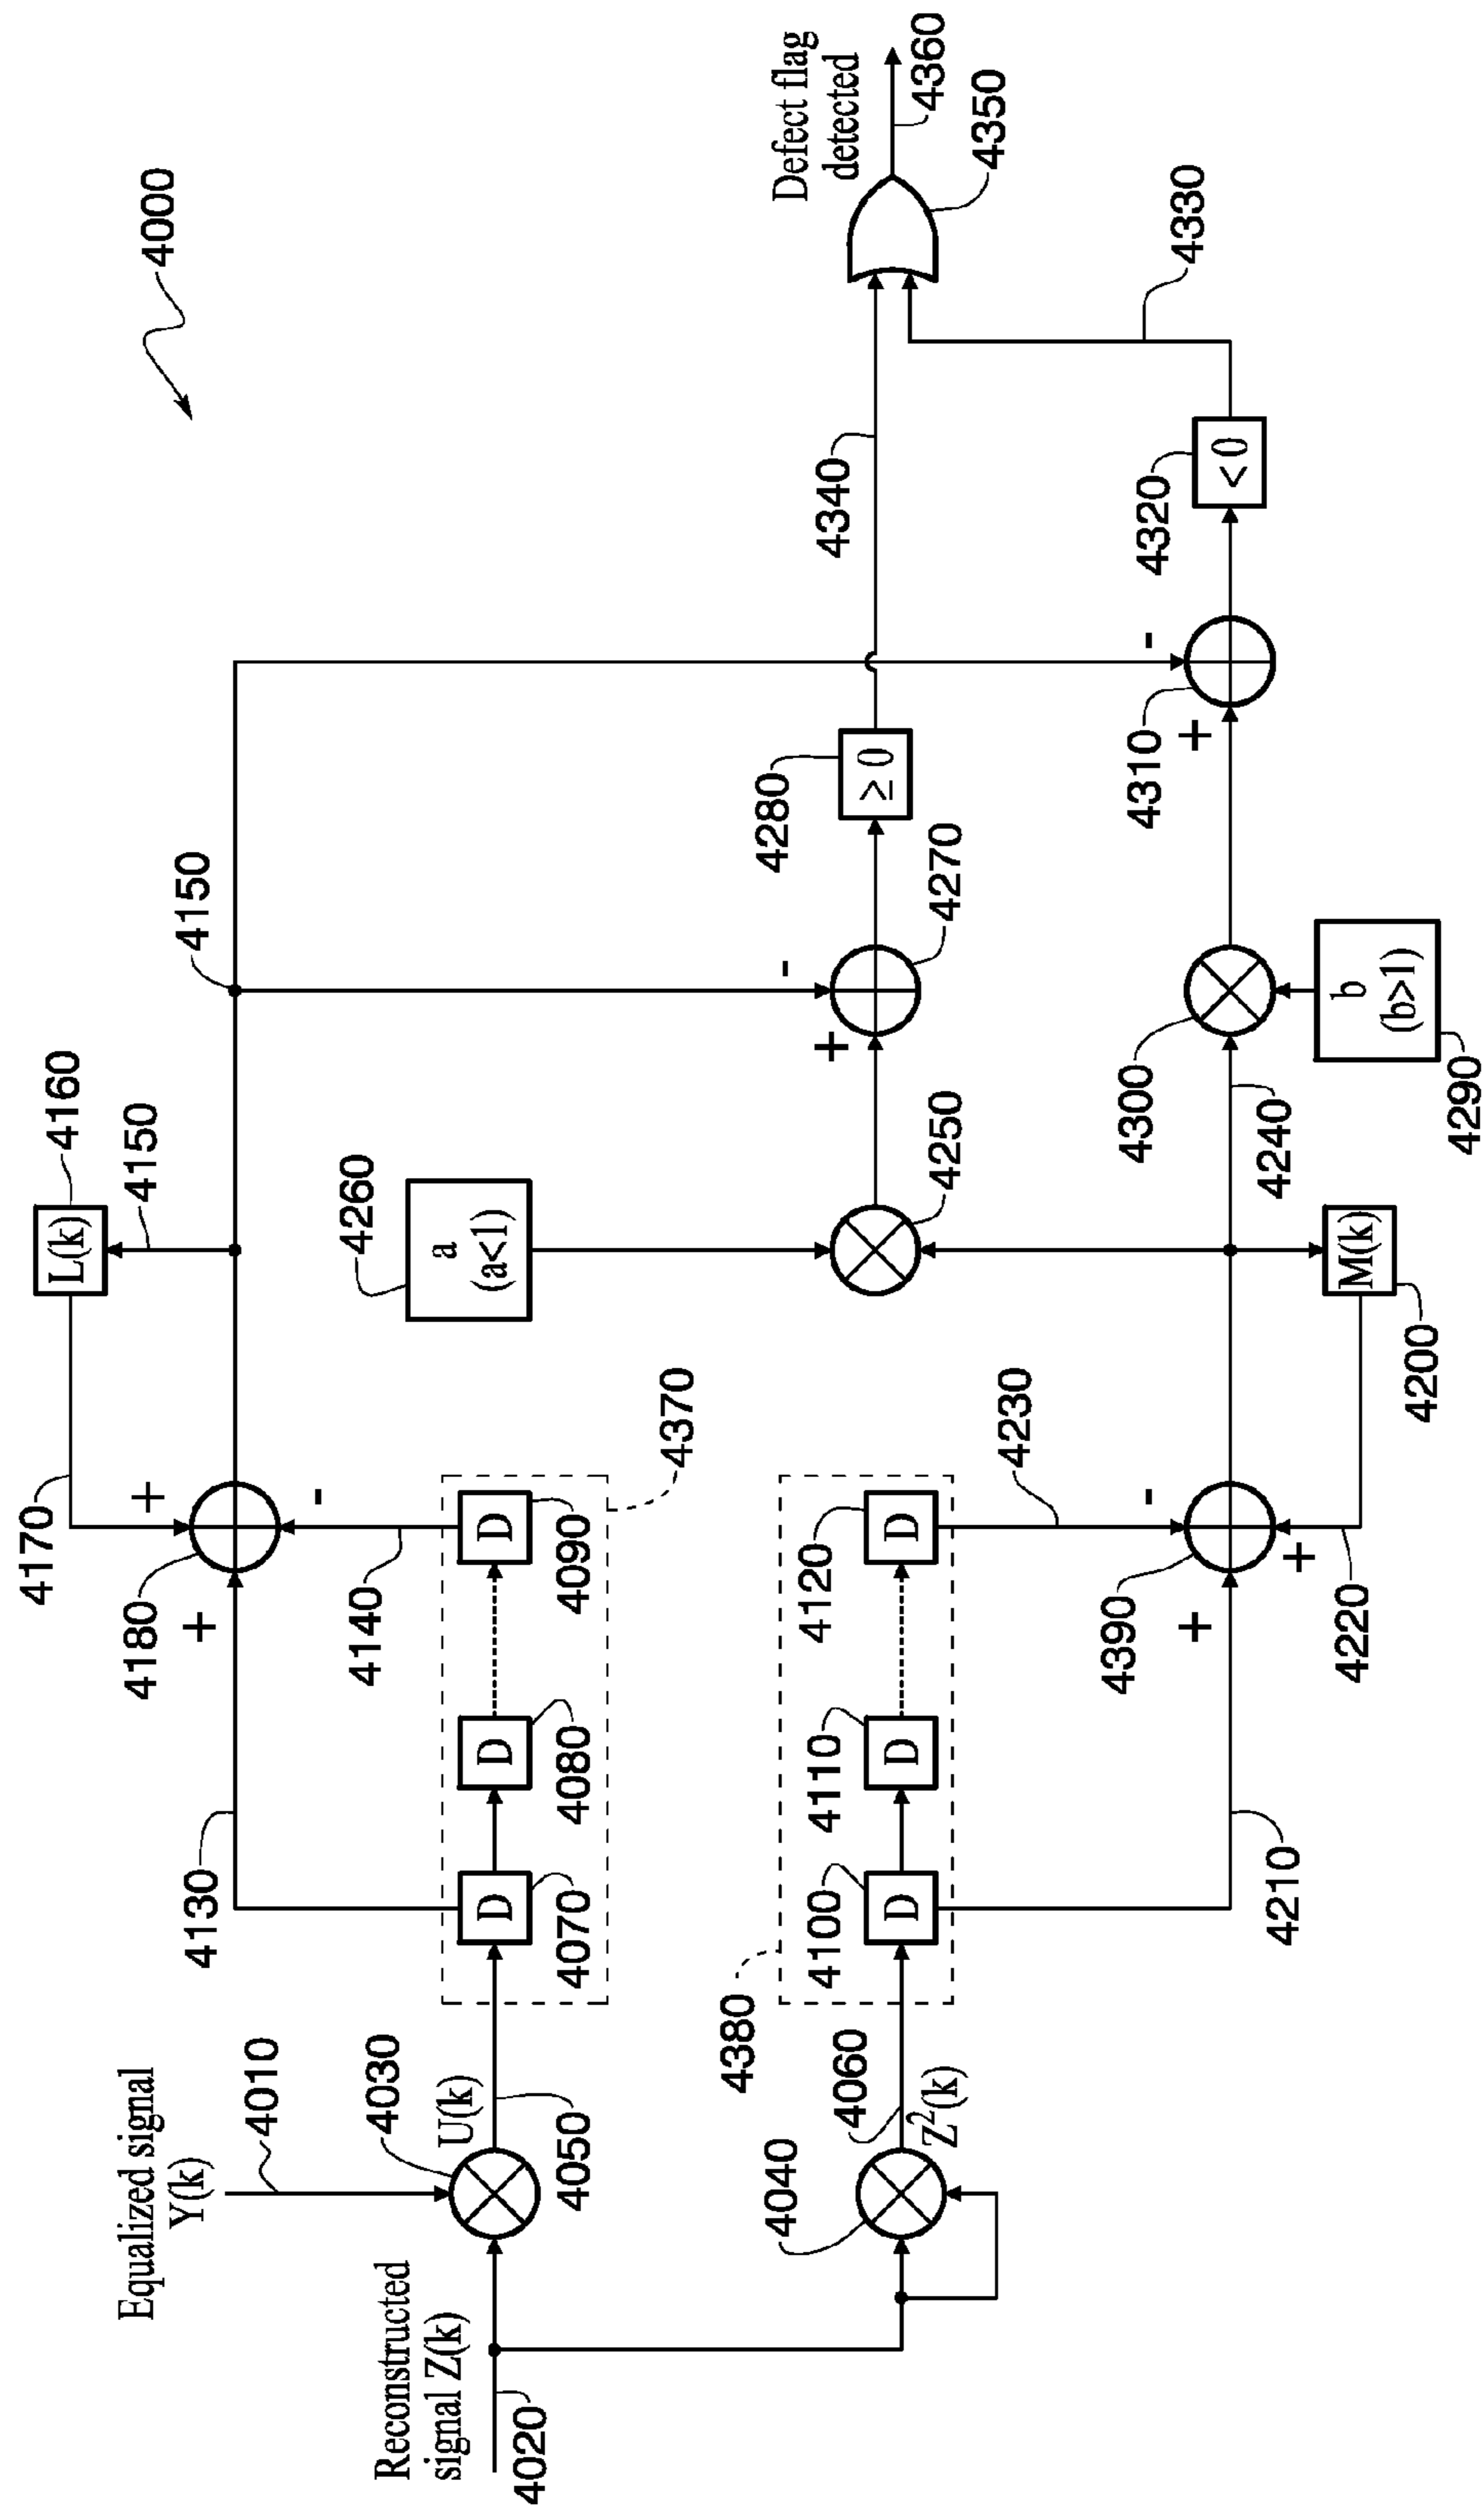 4000
Equalized signal
Y(k)
4010
Reconstructed
signal Z(k)
4020
4030
U(k)
4050
4040
4060
Z²(k)
4130
4070
4080
4090
4370
4140
4380
4100
4110
4120
4230
4210
4170
4180
+
+
-
L(k)
4160
4150
4150
4390
+
-
+
4220
M(k)
4200
4240
a
(a<1)
4260
4250
b
(b>1)
4290
4300
+
-
4270
≥0
4280
4340
+
-
4310
<0
4320
4330
4350
4360
Defect flag
detected
D
D
D
D
D
D